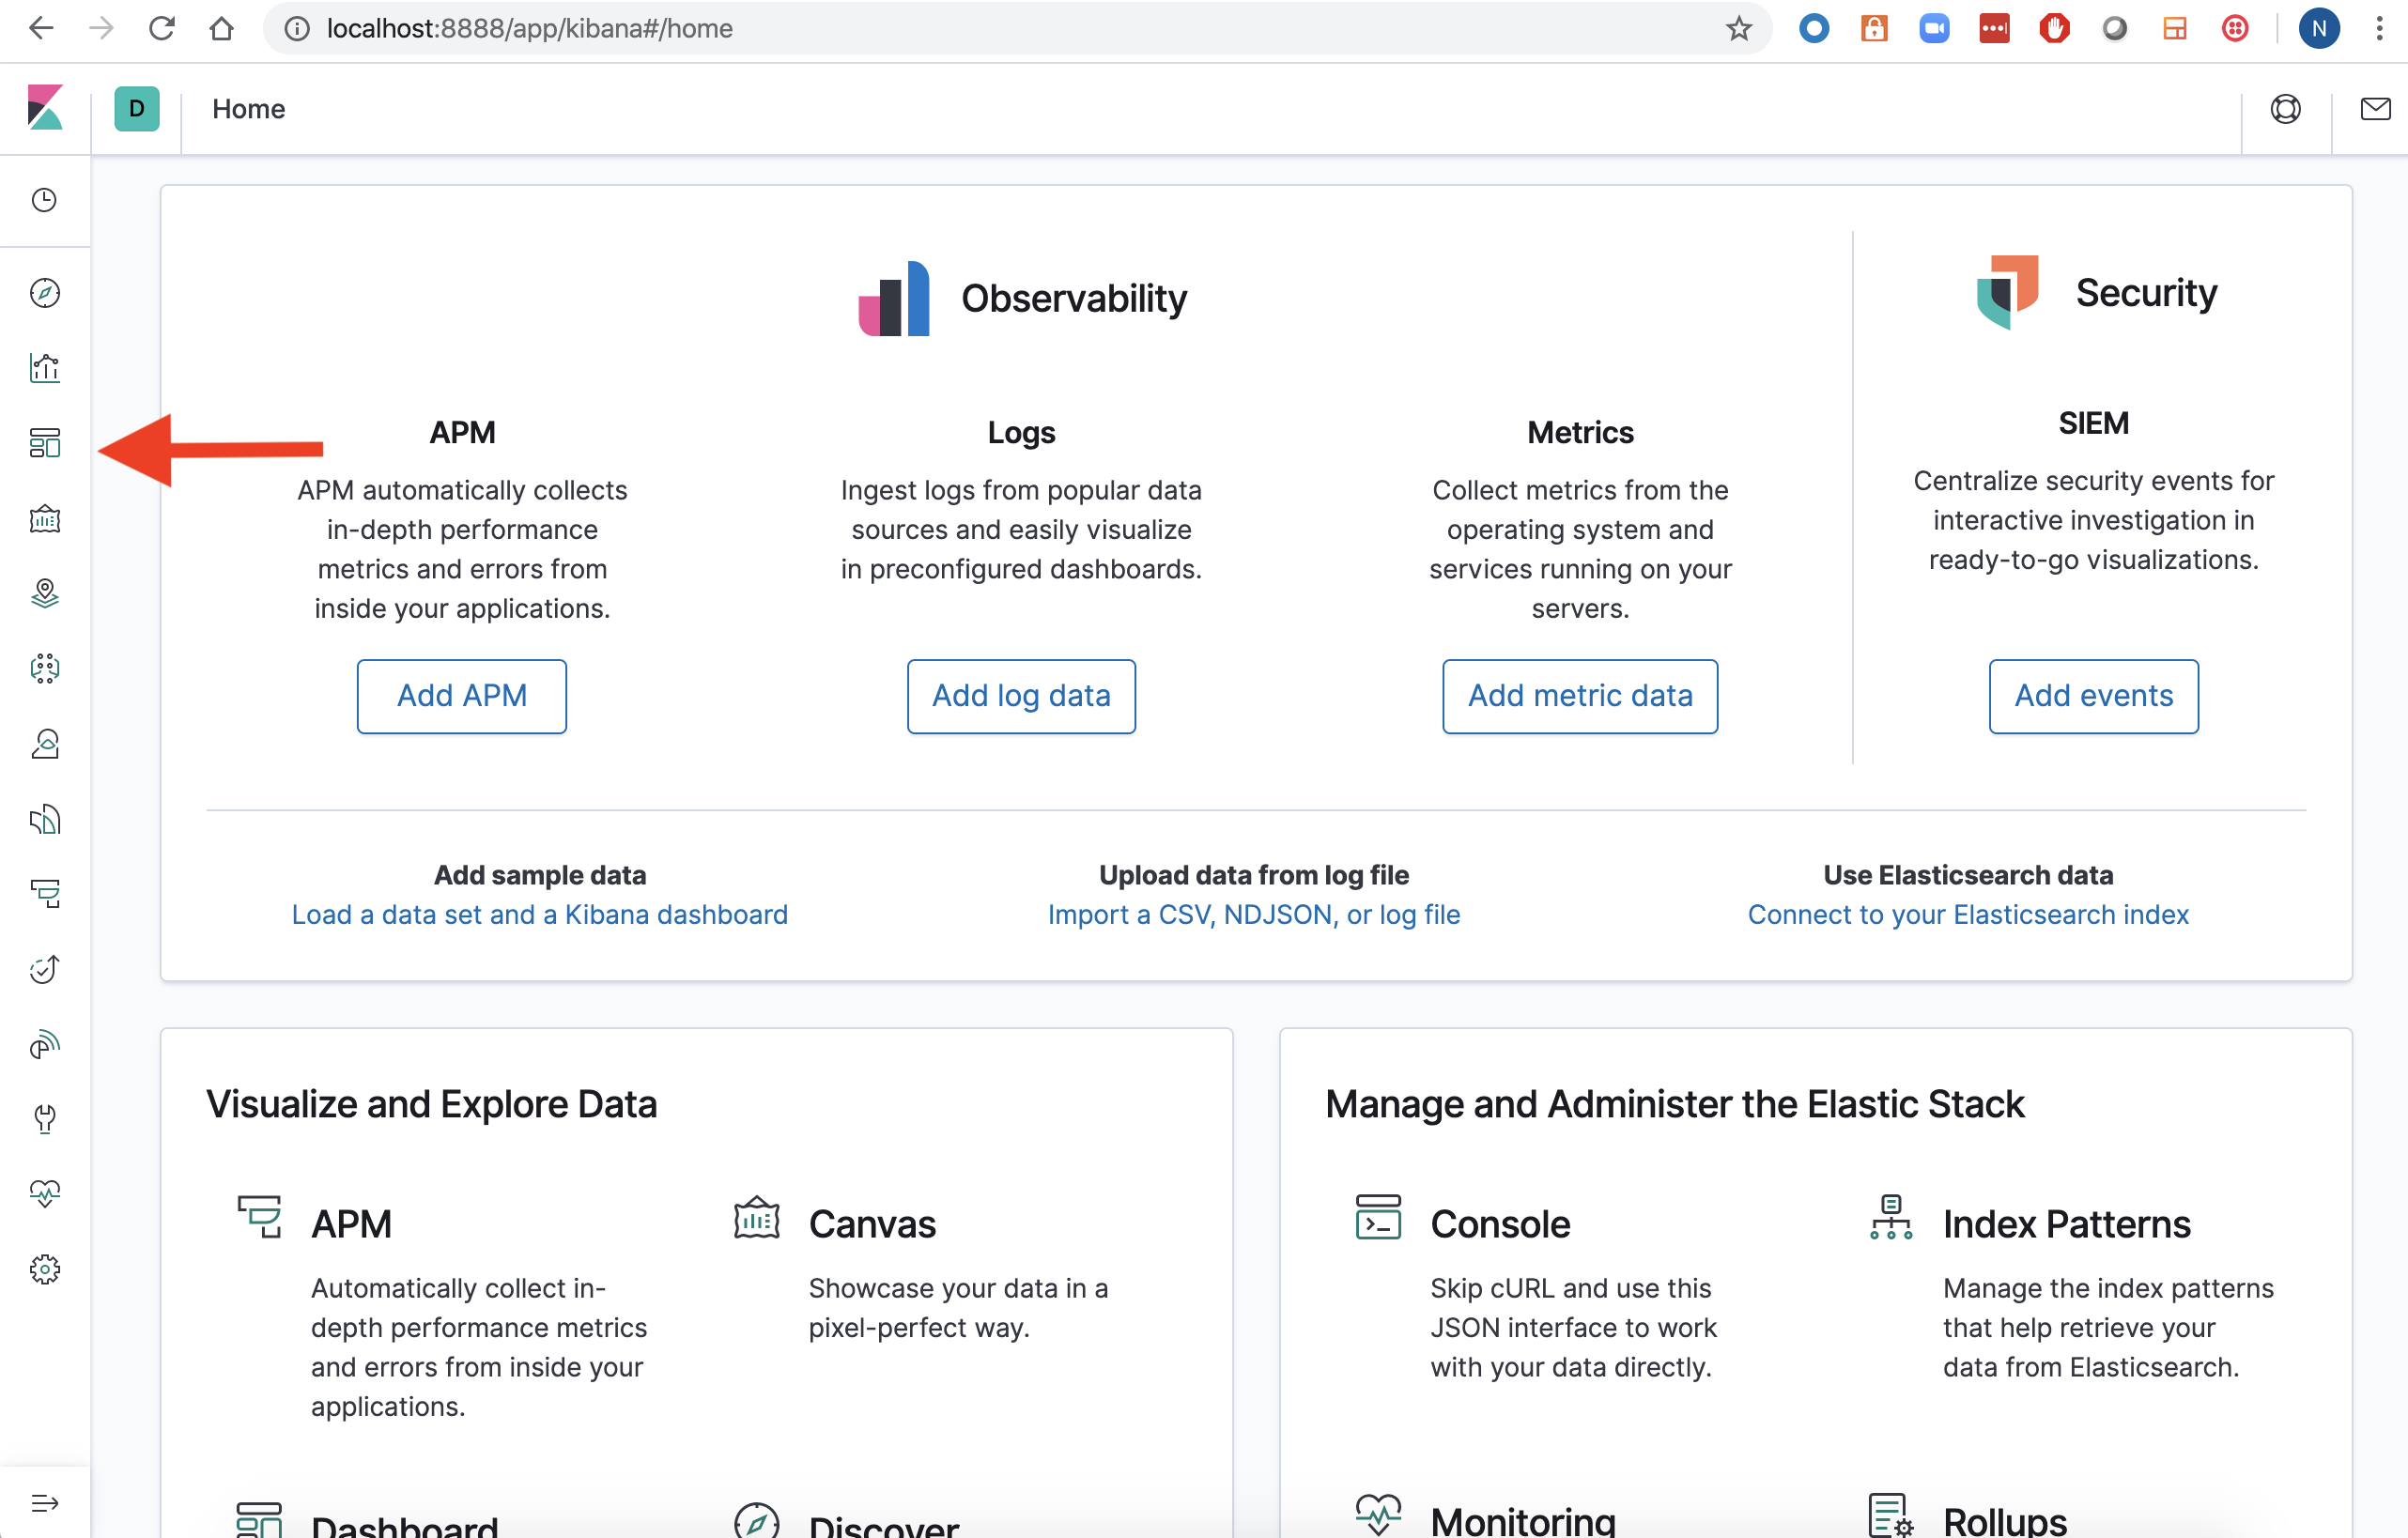 localhost:8888/app/kibana#/home
N
D
Home
Observability
Security
APM
APM automatically collects
in-depth performance
metrics and errors from
inside your applications.
Add APM
Logs
Ingest logs from popular data
sources and easily visualize
in preconfigured dashboards.
Add log data
Metrics
Collect metrics from the
operating system and
services running on your
servers.
Add metric data
SIEM
Centralize security events for
interactive investigation in
ready-to-go visualizations.
Add events
Add sample data
Load a data set and a Kibana dashboard
Upload data from log file
Import a CSV, NDJSON, or log file
Use Elasticsearch data
Connect to your Elasticsearch index
Visualize and Explore Data
APM
Automatically collect in-
depth performance metrics
and errors from inside your
applications.
Canvas
Showcase your data in a
pixel-perfect way.
Dashboard
Discover
Manage and Administer the Elastic Stack
Console
Skip cURL and use this
JSON interface to work
with your data directly.
Index Patterns
Manage the index patterns
that help retrieve your
data from Elasticsearch.
Monitoring
Rollups